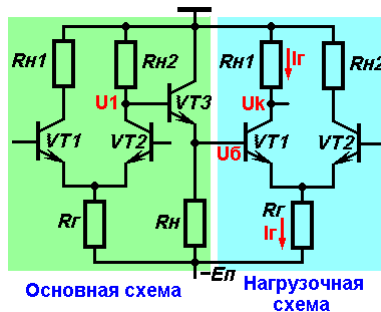 Rн1
Rн2
U1
VT3
VT1
VT2
Rг
Rн
Rн1
Iг
Rн2
Uk
Uб
VT1
VT2
Rг
Iг
–Eп
Основная схема
Нагрузочная
схема